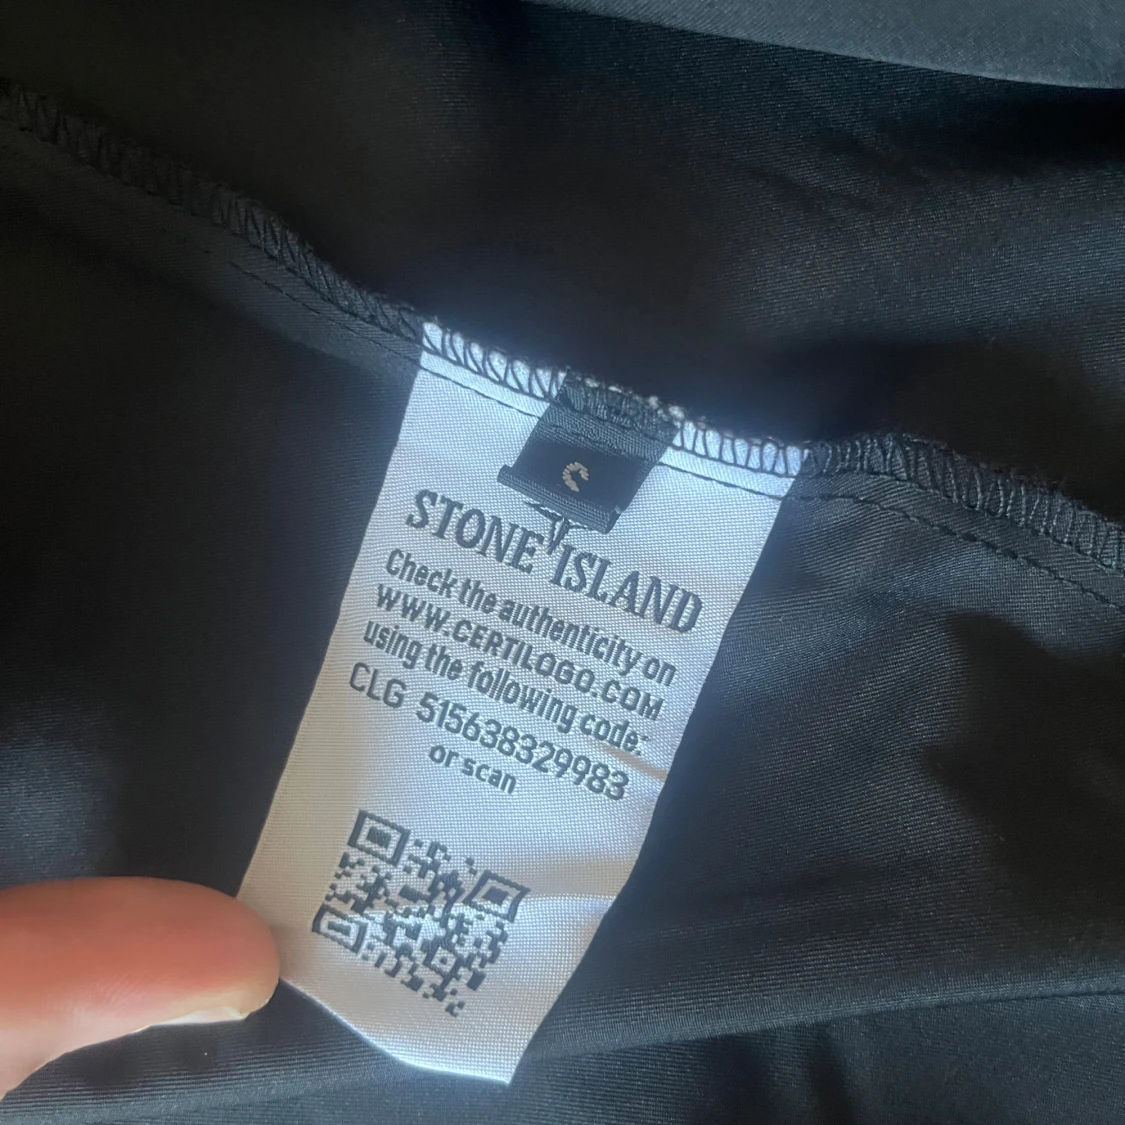 STONE ISLAND
Check the authenticity on
WWW.CERTILOGO.COM
using the following code:
CLG 515638329983
or scan